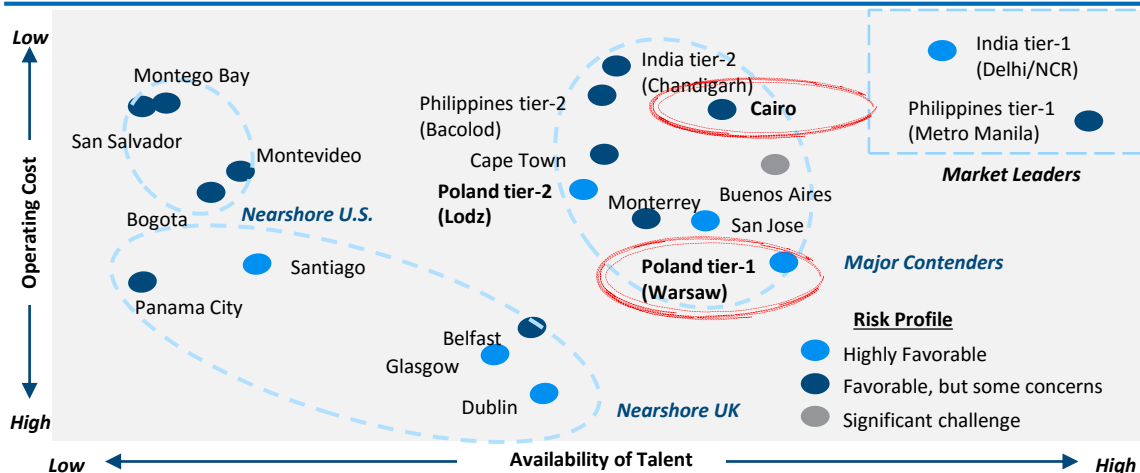 Low
Operating Cost
High
Montego Bay
San Salvador
Montevideo
Bogota
Nearshore U.S.
Santiago
Panama City
Belfast
Glasgow
Dublin
Nearshore UK
India tier-2
(Chandigarh)
Philippines tier-2
(Bacolod)
Cairo
Cape Town
Poland tier-2
(Lodz)
Monterrey
Buenos Aires
San Jose
Poland tier-1
(Warsaw)
Major Contenders
India tier-1
(Delhi/NCR)
Philippines tier-1
(Metro Manila)
Market Leaders
Risk Profile
Highly Favorable
Favorable, but some concerns
Significant challenge
Low
Availability of Talent
High